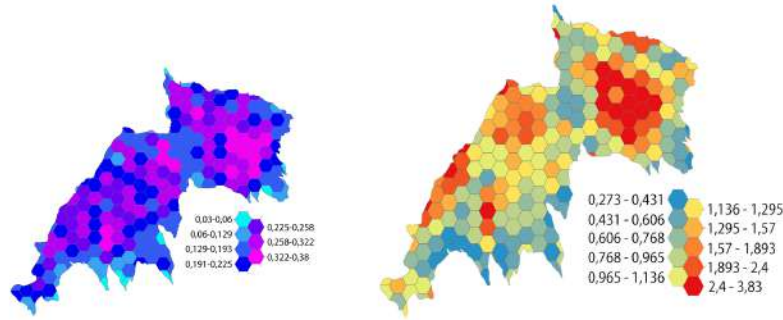 0,03-0,06
0,06-0,129
0,129-0,193
0,191-0,225
0,225-0,258
0,258-0,322
0,322-0,38
0,273 - 0,431
0,431 - 0,606
0,606 - 0,768
0,768 - 0,965
0,965 - 1,136
1,136 - 1,295
1,295 - 1,57
1,57 - 1,893
1,893 - 2,4
2,4 - 3,83